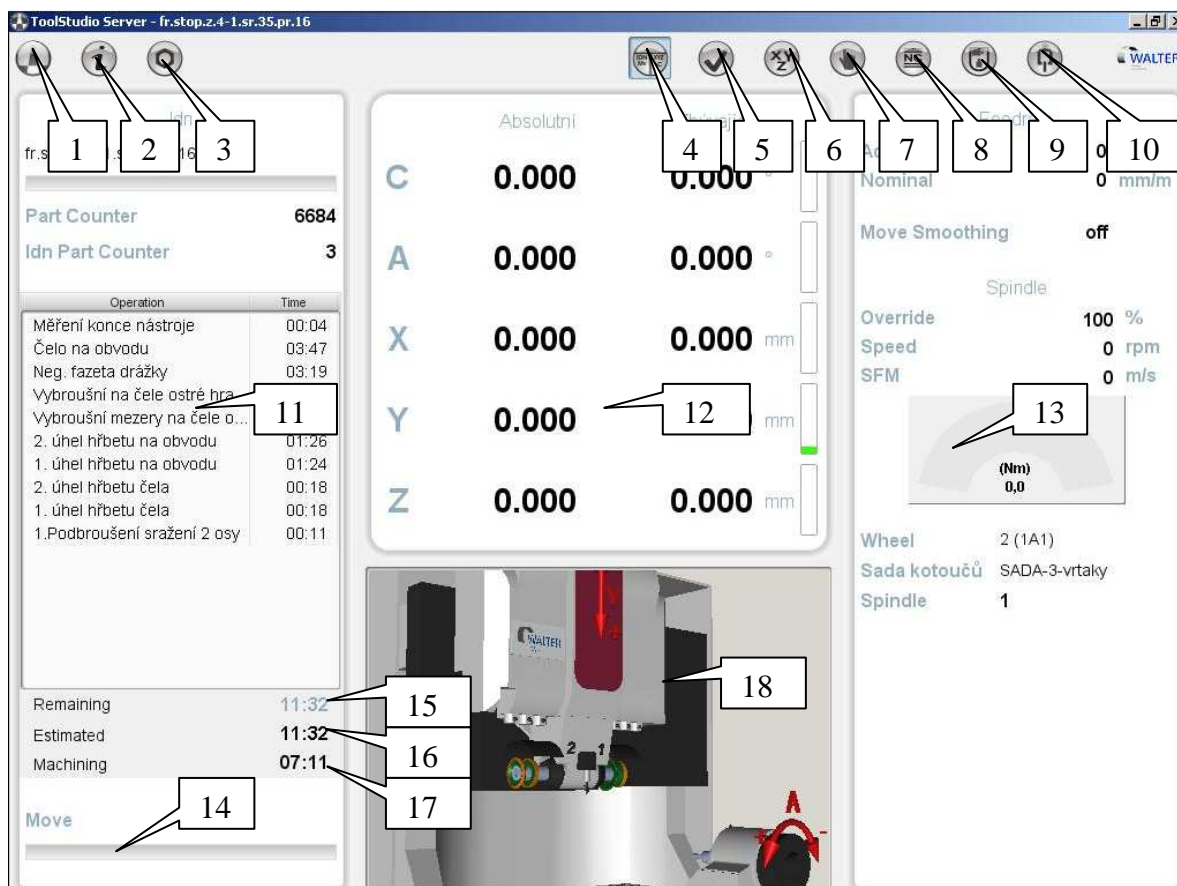 ToolStudio Server - fr.stop.z.4-1.sr.35.pr.16
WALTER
1
2
3
4
5
6
7
8
9
10
Part Counter 6684
Idn Part Counter 3
Operation Time
Měření konce nástroje 00:04
Čelo na obvodu 03:47
Neg. fazeta drážky 03:19
Vybroušní na čele ostré hra
Vybroušní mezery na čele o...
2. úhel hřbetu na obvodu 01:26
1. úhel hřbetu na obvodu 01:24
2. úhel hřbetu čela 00:18
1. úhel hřbetu čela 00:18
1.Podbroušení sražení 2 osy 00:11
11
Remaining 11:32
Estimated 11:32
Machining 07:11
15
16
17
Move
14
Absolutní
C 0.000 0.000 °
A 0.000 0.000 °
X 0.000 0.000 mm
Y 0.000 mm
Z 0.000 0.000 mm
12
WALTER
Y
+
2 1
A
+ -
18
Nominal 0 mm/m
Move Smoothing off
Spindle
Override 100 %
Speed 0 rpm
SFM 0 m/s
13
(Nm)
0,0
Wheel 2 (1A1)
Sada kotoučů SADA-3-vrtaky
Spindle 1